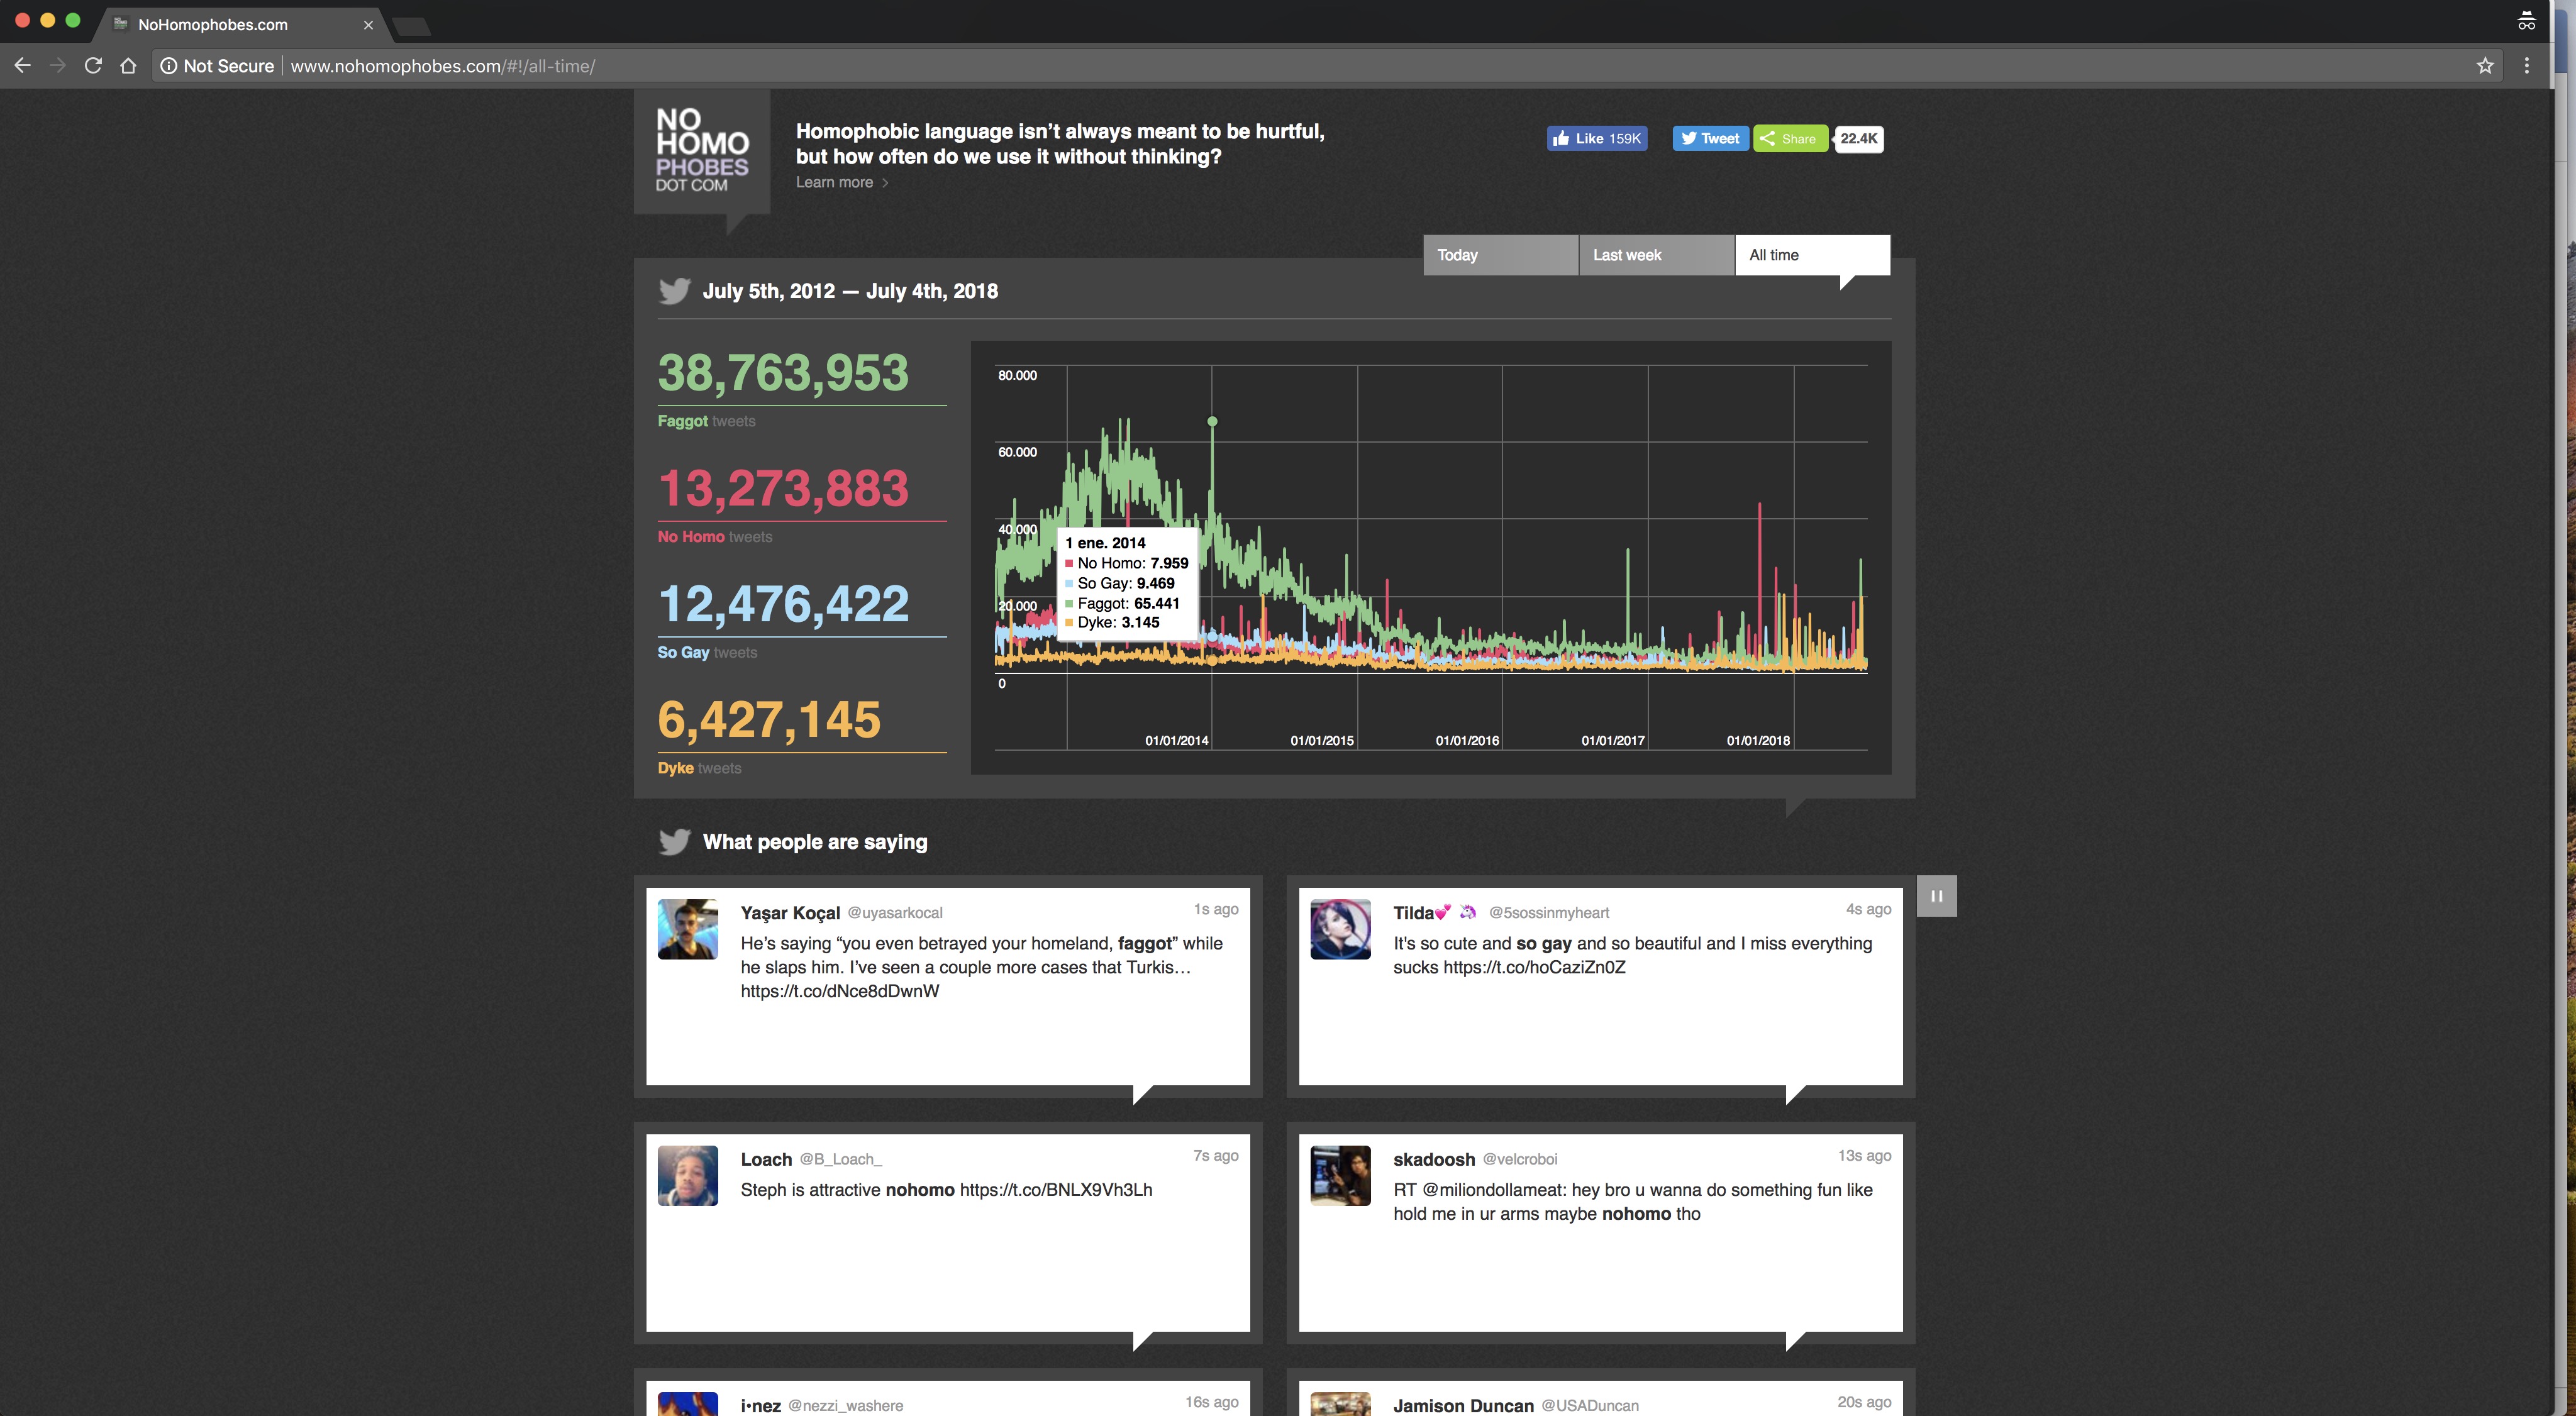 NoHomophobes.com
Not Secure www.nohomophobes.com/#!/all-time/
NO
HOMO
PHOBES
DOT COM
Homophobic language isn't always meant to be hurtful,
but how often do we use it without thinking?
Learn more
Like 159K
Tweet
Share
22.4K
Today
Last week
All time
July 5th, 2012 — July 4th, 2018
38,763,953
Faggot tweets
13,273,883
No Homo tweets
12,476,422
So Gay tweets
6,427,145
Dyke tweets
80.000
60.000
40.000
20.000
0
1 ene. 2014
No Homo: 7.959
So Gay: 9.469
Faggot: 65.441
Dyke: 3.145
01/01/2014
01/01/2015
01/01/2016
01/01/2017
01/01/2018
What people are saying
Yaşar Koçal @uyasarkocal
1s ago
He's saying “you even betrayed your homeland, faggot” while
he slaps him. I've seen a couple more cases that Turkis…
https://t.co/dNce8dDwnW
Tilda💕 🦄 @5sossinmyheart
4s ago
It's so cute and so gay and so beautiful and I miss everything
sucks https://t.co/hoCaziZn0Z
Loach @B_Loach_
7s ago
Steph is attractive nohomo https://t.co/BNLX9Vh3Lh
skadoosh @velcroboi
13s ago
RT @miliondollameat: hey bro u wanna do something fun like
hold me in ur arms maybe nohomo tho
i•nez @nezzi_washere
16s ago
Jamison Duncan @USADuncan
20s ago